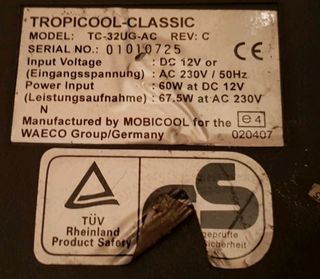 TROPICOOL-CLASSIC
MODEL: TC-32UG-AC REV: C
SERIAL NO.: 01010725
Input Voltage : DC 12V or
(Eingangsspannung) : AC 230V / 50Hz
Power Input : 60W at DC 12V
(Leistungsaufnahme) : 67.5W at AC 230V
N
Manufactured by MOBICOOL for the e4
WAECO Group/Germany 020407
TÜV
Rheinland
Product Safety
S
geprüfte
Sicherheit